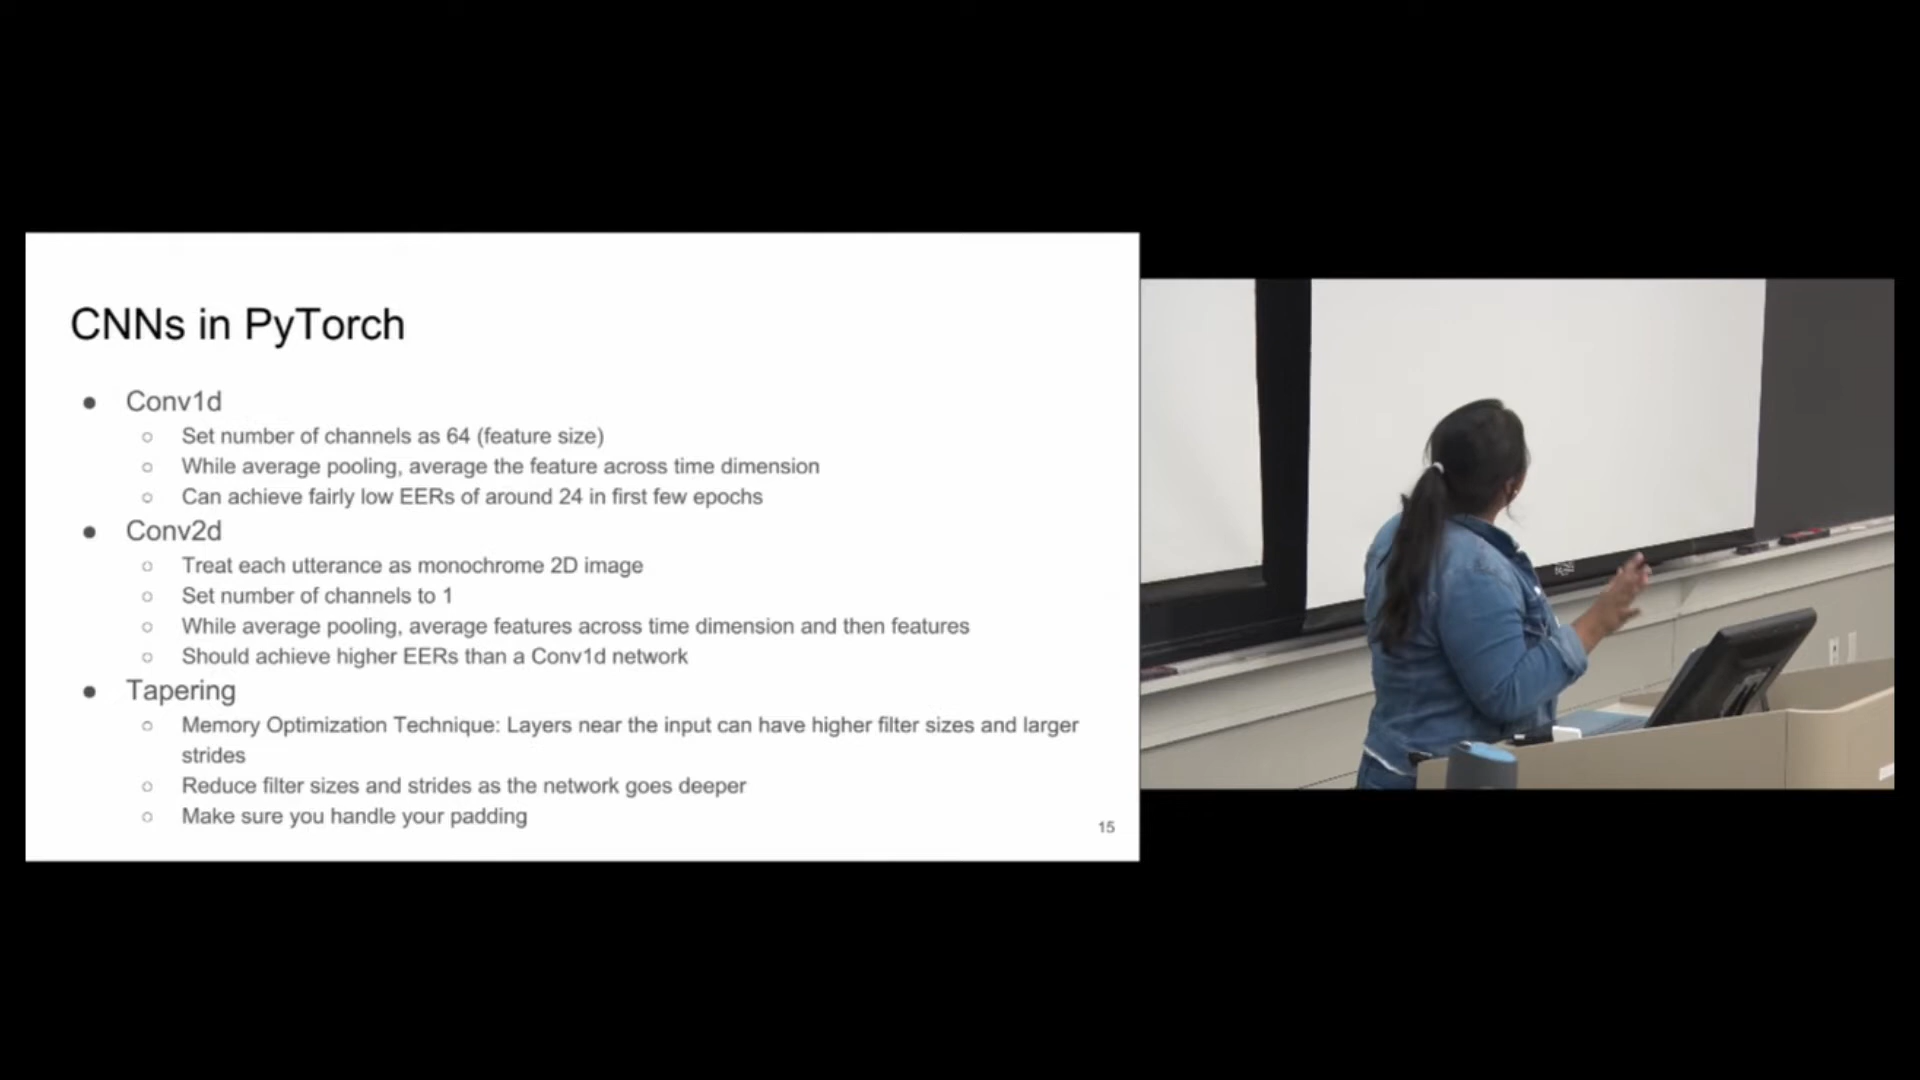 CNNs in PyTorch
● Conv1d
○ Set number of channels as 64 (feature size)
○ While average pooling, average the feature across time dimension
○ Can achieve fairly low EERs of around 24 in first few epochs
● Conv2d
○ Treat each utterance as monochrome 2D image
○ Set number of channels to 1
○ While average pooling, average features across time dimension and then features
○ Should achieve higher EERs than a Conv1d network
● Tapering
○ Memory Optimization Technique: Layers near the input can have higher filter sizes and larger
strides
○ Reduce filter sizes and strides as the network goes deeper
○ Make sure you handle your padding
15